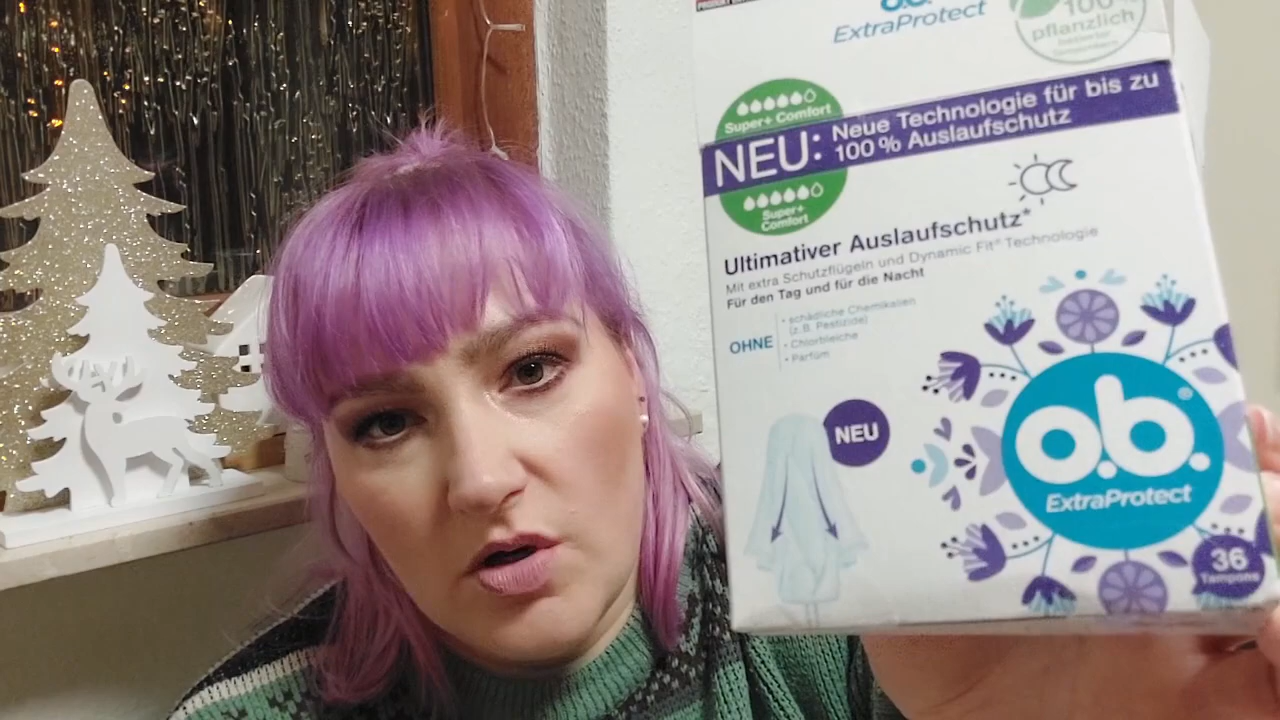 o.b.
ExtraProtect
100%
pflanzlich
Super+ Comfort
NEU: Neue Technologie für bis zu
100 % Auslaufschutz
Super+
Comfort
Ultimativer Auslaufschutz*
Mit extra Schutzflügeln und Dynamic Fit® Technologie
Für den Tag und für die Nacht
OHNE
• schädliche Chemikalien
(z.B. Pestizide)
• Chlorbleiche
• Parfüm
NEU
o.b.®
ExtraProtect
36
Tampons